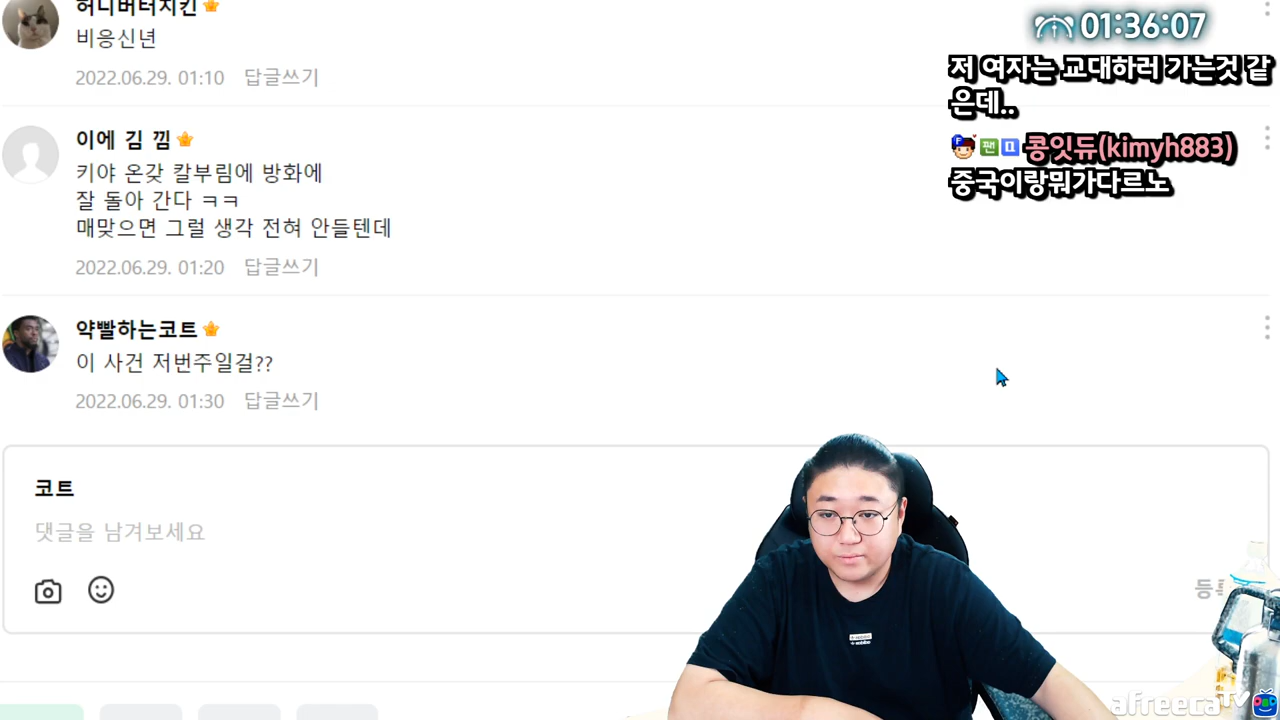 허니버터치킨
비응신년
2022.06.29. 01:10 답글쓰기
01:36:07
저 여자는 교대하러 가는것 같
은데..
팬
콩잇듀(kimyh883)
중국이랑뭐가다르노
이에 김 낌
키야 온갖 칼부림에 방화에
잘 돌아 간다 ㅋㅋ
매맞으면 그럴 생각 전혀 안들텐데
2022.06.29. 01:20 답글쓰기
약빨하는코트
이 사건 저번주일걸??
2022.06.29. 01:30 답글쓰기
코트
댓글을 남겨보세요
afreecaTV